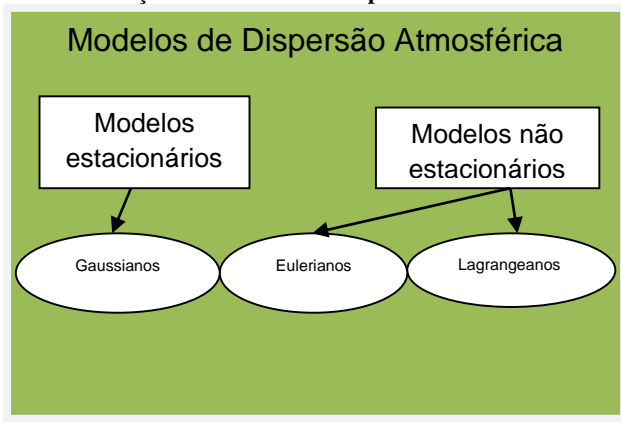 Modelos de Dispersão Atmosférica
Modelos
estacionários
Modelos não
estacionários
Gaussianos
Eulerianos
Lagrangeanos